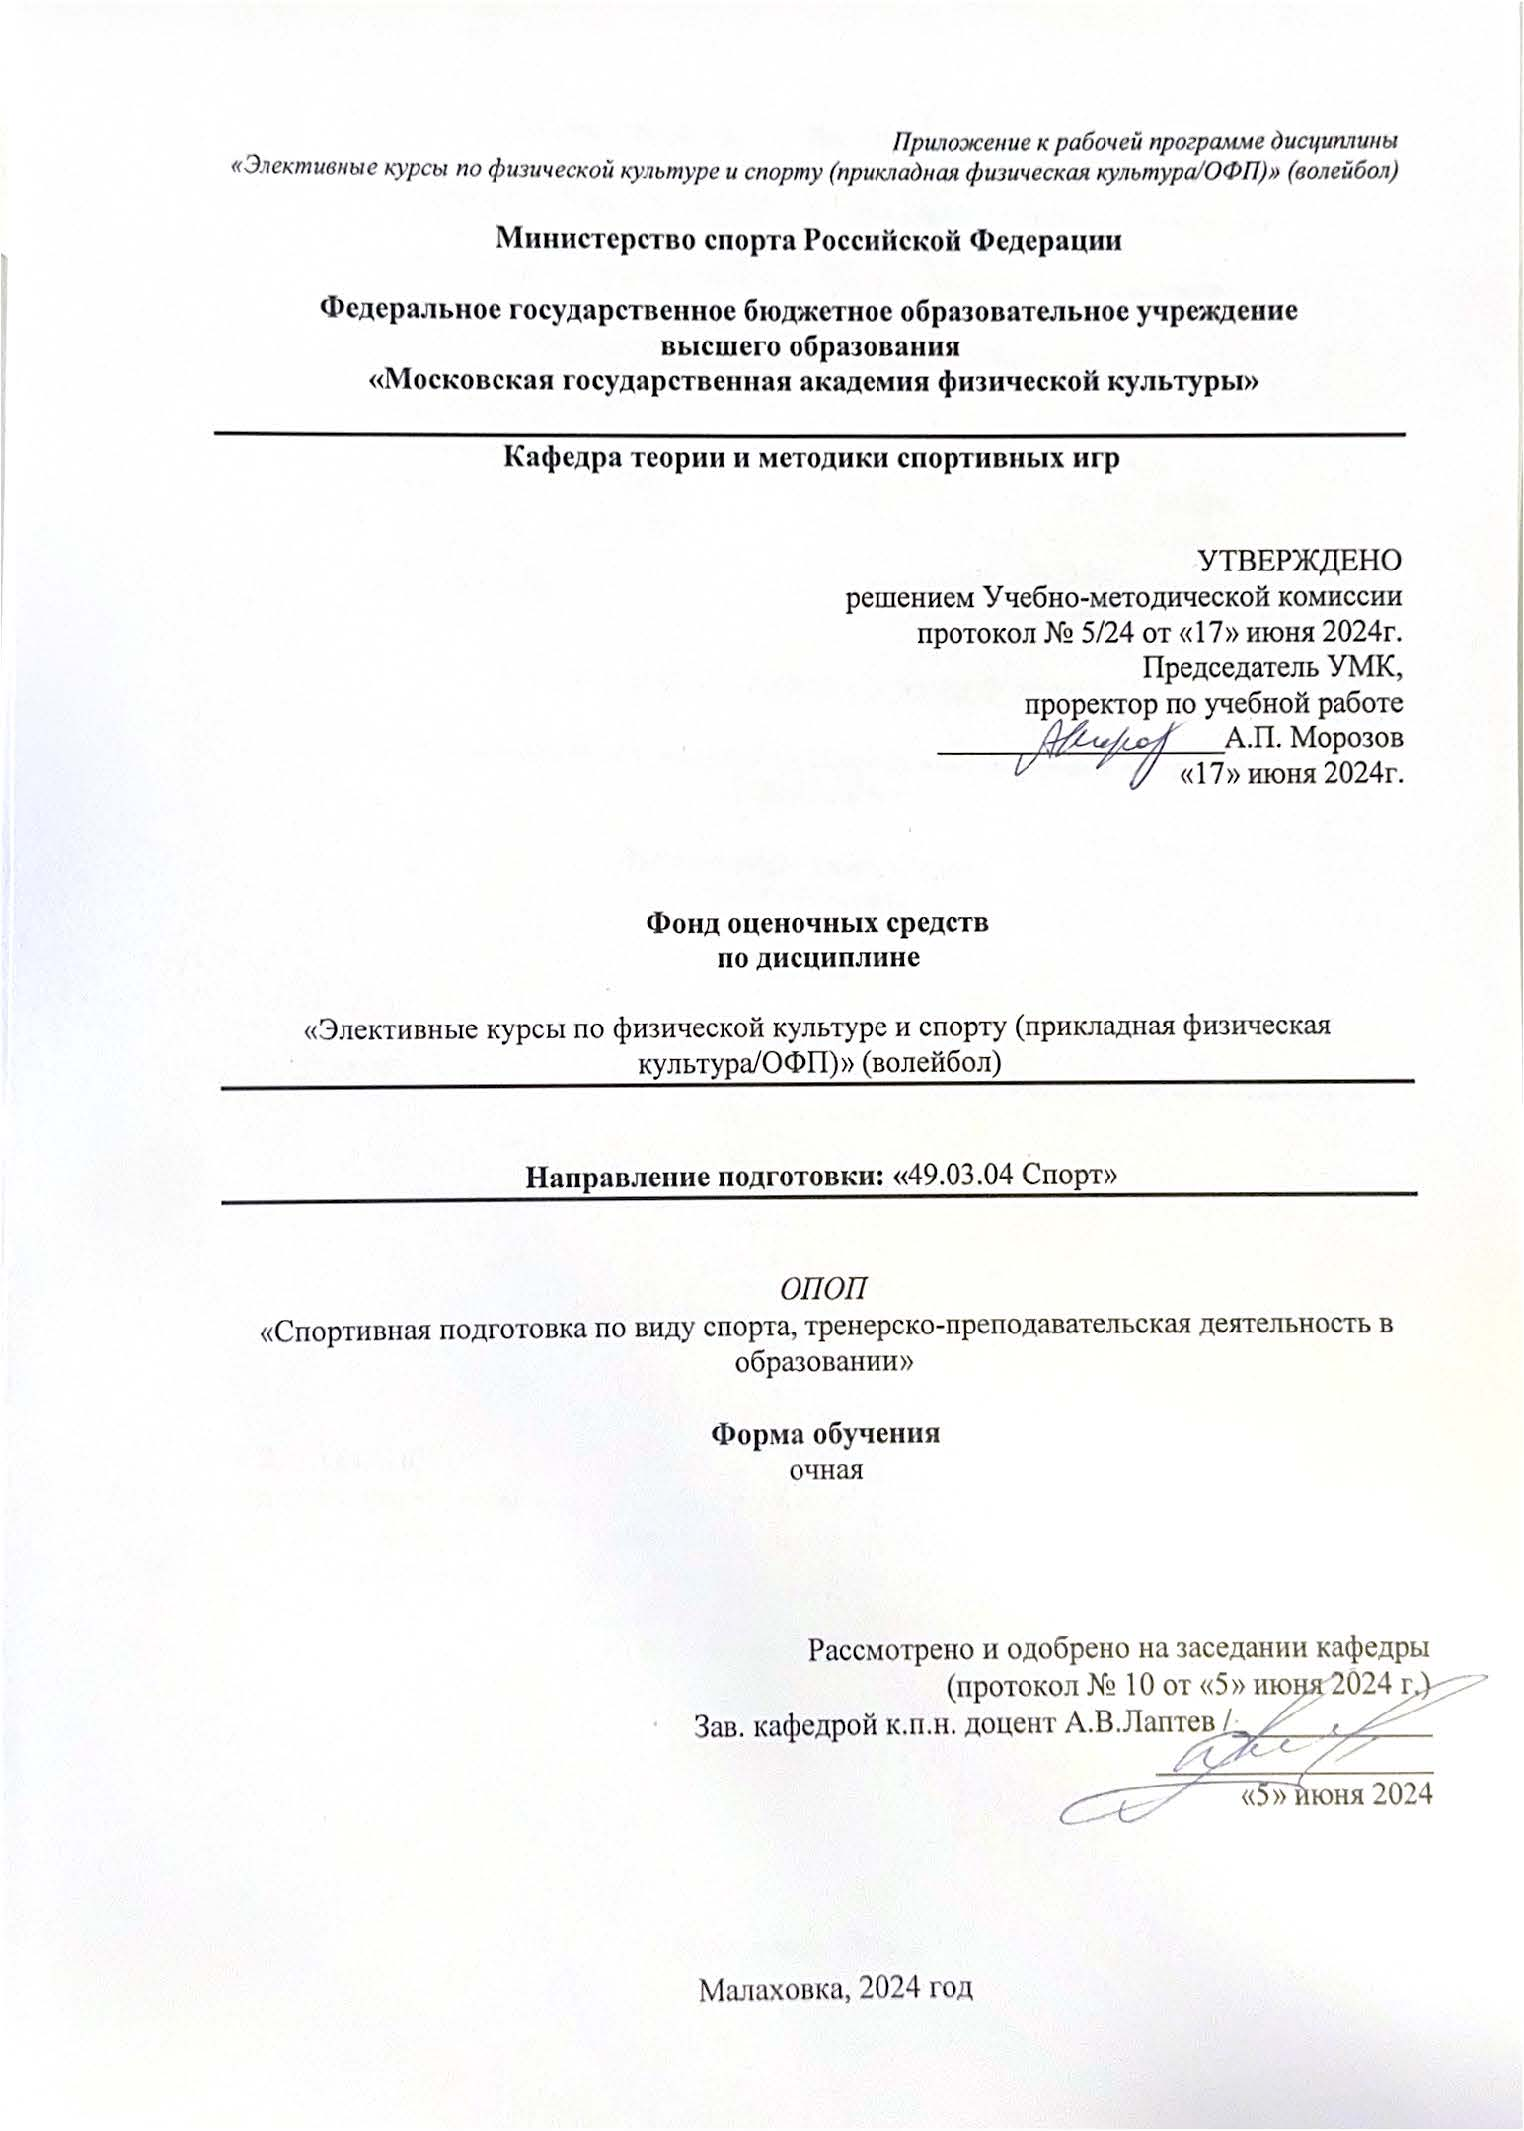 Приложение к рабочей программе дисциплины
«Элективные курсы по физической культуре и спорту (прикладная физическая культура/ОФП)» (волейбол)
Министерство спорта Российской Федерации
Федеральное государственное бюджетное образовательное учреждение
высшего образования
«Московская государственная академия физической культуры»
Кафедра теории и методики спортивных игр
УТВЕРЖДЕНО
решением Учебно-методической комиссии
протокол № 5/24 от «17» июня 2024г.
Председатель УМК,
проректор по учебной работе
А.П. Морозов
«17» июня 2024г.
Фонд оценочных средств
по дисциплине
«Элективные курсы по физической культуре и спорту (прикладная физическая
культура/ОФП)» (волейбол)
Направление подготовки: «49.03.04 Спорт»
ОПОП
«Спортивная подготовка по виду спорта, тренерско-преподавательская деятельность в
образовании»
Форма обучения
очная
Рассмотрено и одобрено на заседании кафедры
(протокол № 10 от «5» июня 2024 г.)
Зав. кафедрой к.п.н. доцент А.В.Лаптев /
«5» июня 2024
Малаховка, 2024 год